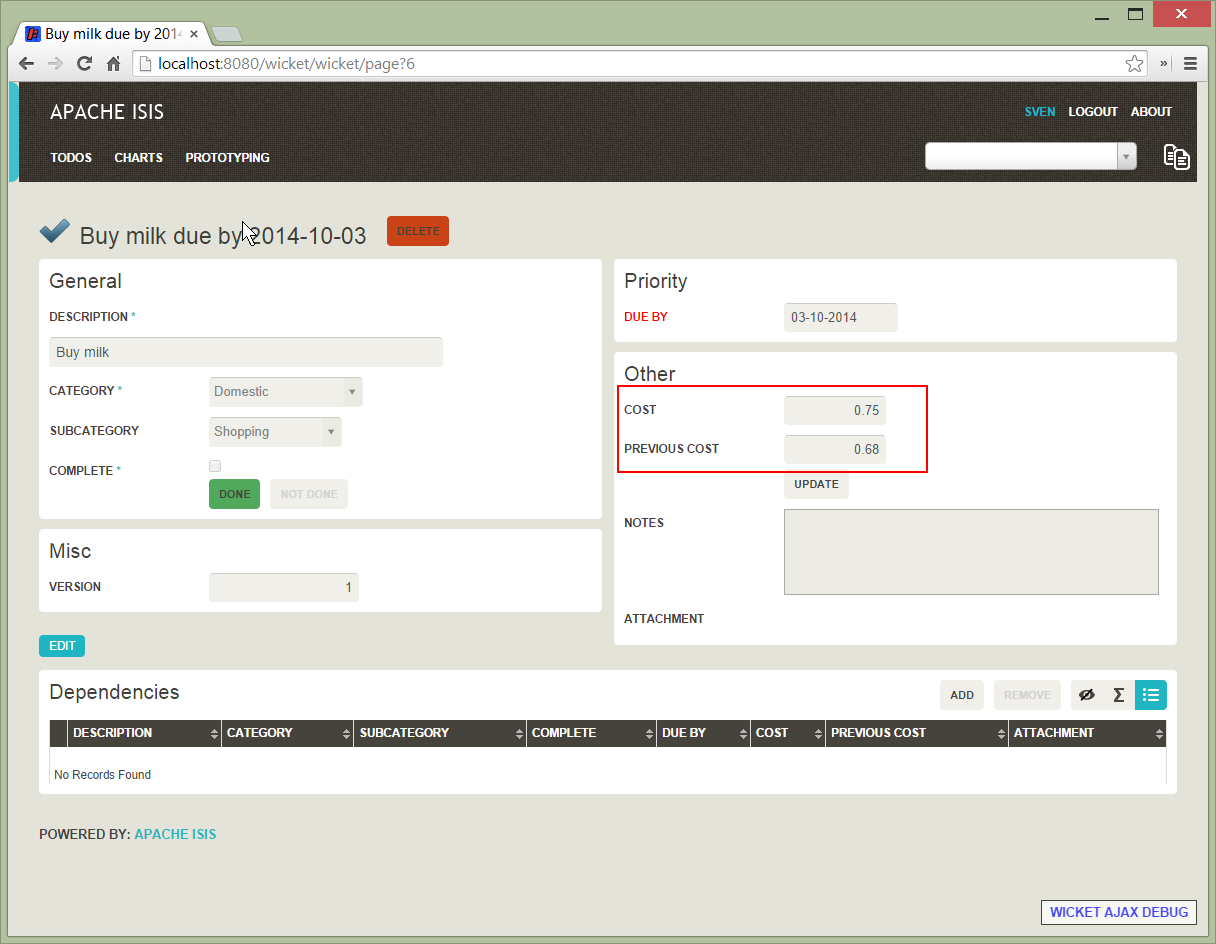 Buy milk due by 2014
localhost:8080/wicket/wicket/page?6
APACHE ISIS
SVEN LOGOUT ABOUT
TODOS CHARTS PROTOTYPING
Buy milk due by 2014-10-03 DELETE
General
DESCRIPTION *
Buy milk
CATEGORY * Domestic
SUBCATEGORY Shopping
COMPLETE *
DONE NOT DONE
Misc
VERSION 1
EDIT
Priority
DUE BY 03-10-2014
Other
COST 0.75
PREVIOUS COST 0.68
UPDATE
NOTES
ATTACHMENT
Dependencies ADD REMOVE Σ
DESCRIPTION CATEGORY SUBCATEGORY COMPLETE DUE BY COST PREVIOUS COST ATTACHMENT
No Records Found
POWERED BY: APACHE ISIS
WICKET AJAX DEBUG